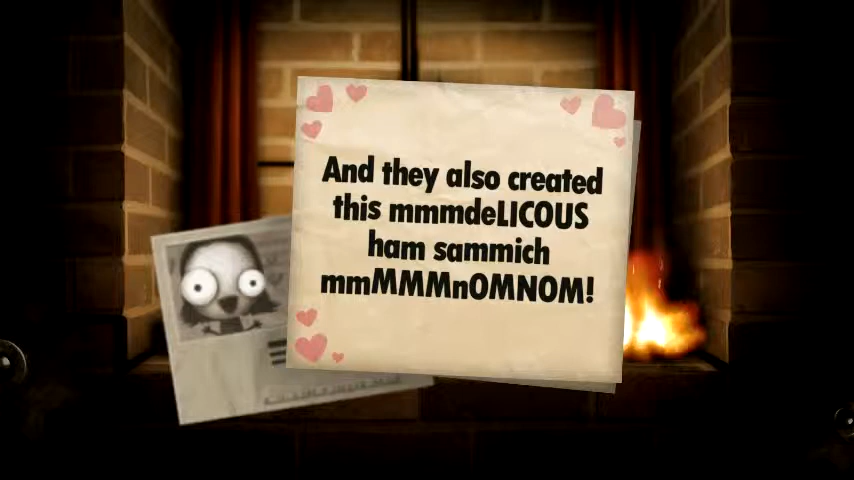 And they also created
this mmmdeLICOUS
ham sammich
mmMMMnOMNOM!